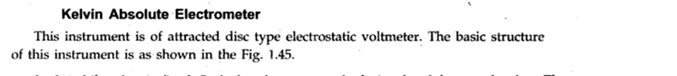 Kelvin Absolute Electrometer
This instrument is of attracted disc type electrostatic voltmeter. The basic structure
of this instrument is as shown in the Fig. 1.45.